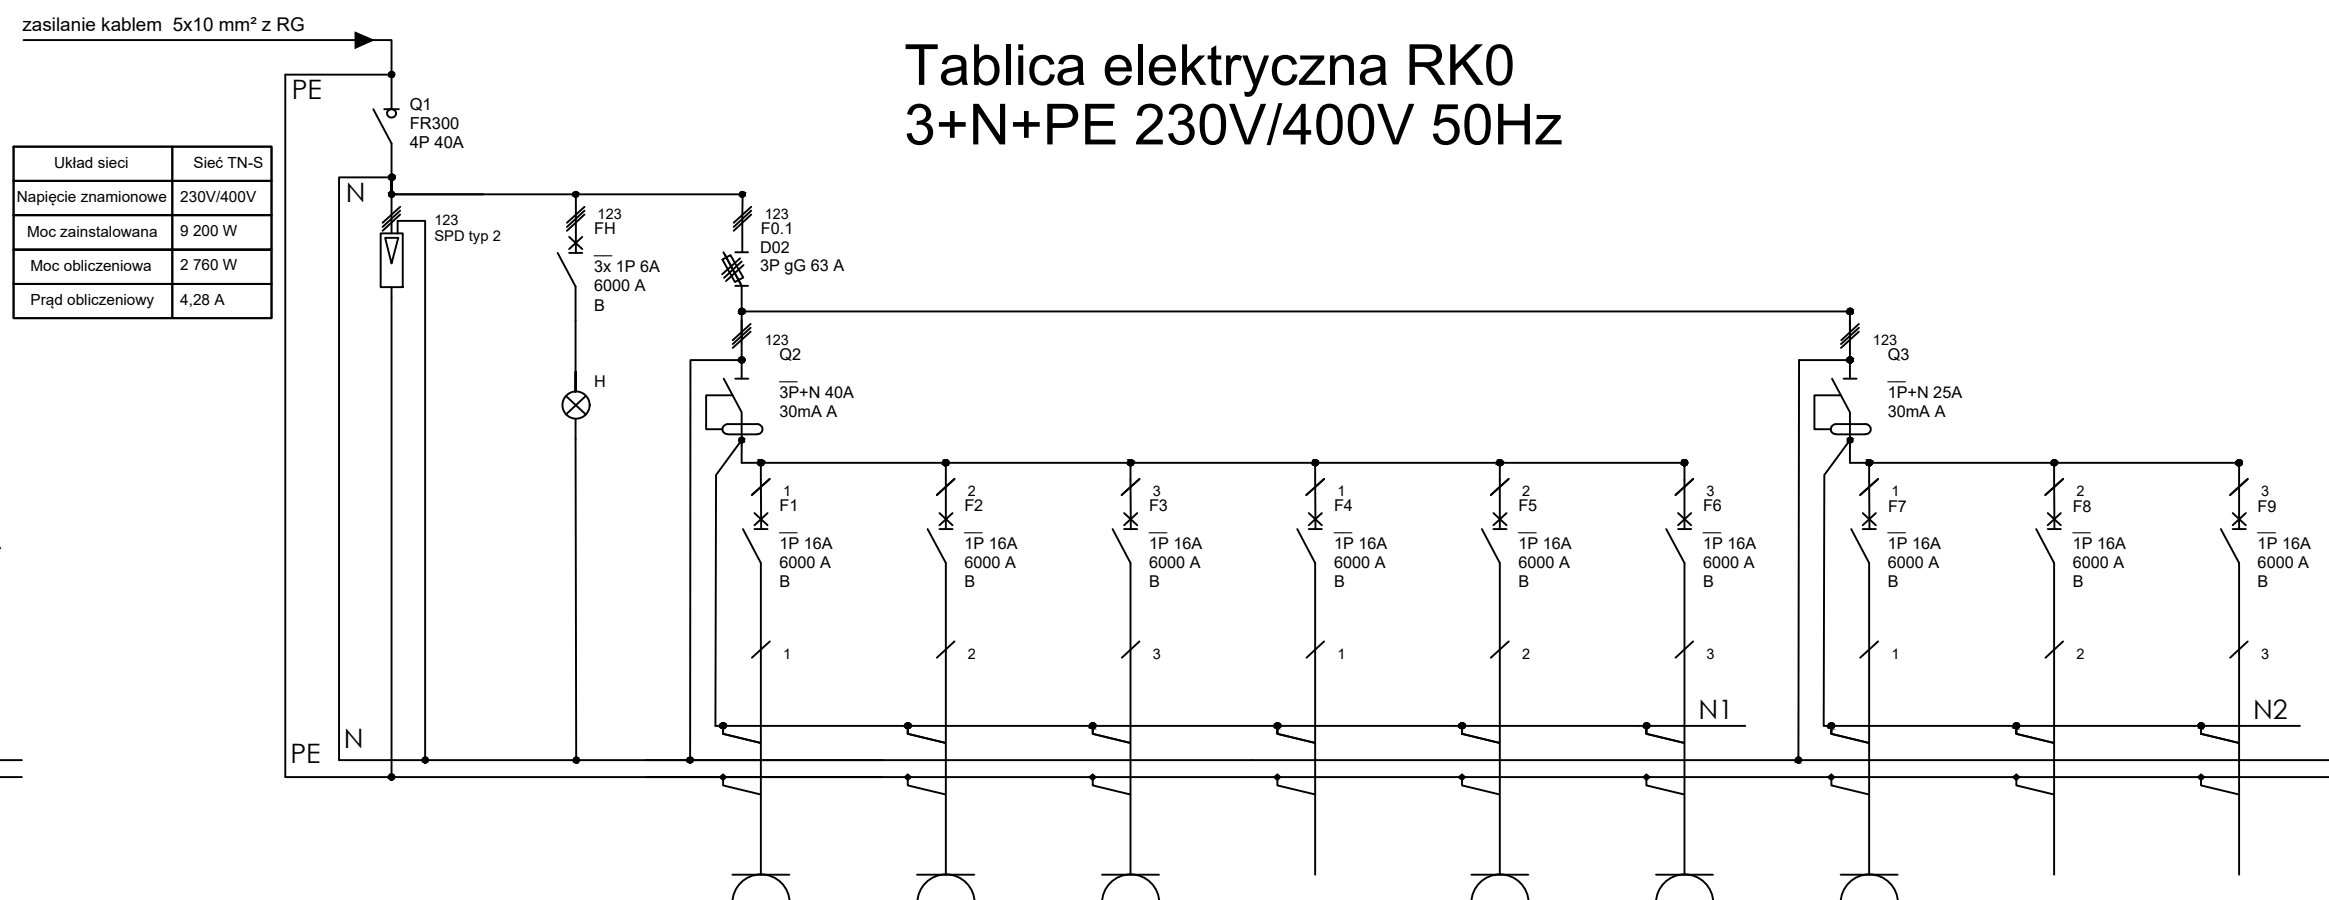 zasilanie kablem  5x10 mm² z RG
Tablica elektryczna RK0
3+N+PE 230V/400V 50Hz
PE
Q1
FR300
4P 40A
Układ sieci Sieć TN-S
Napięcie znamionowe 230V/400V
Moc zainstalowana 9 200 W
Moc obliczeniowa 2 760 W
Prąd obliczeniowy 4,28 A
N
123
SPD typ 2
123
FH
3x 1P 6A
6000 A
B
H
123
F0.1
D02
3P gG 63 A
123
Q2
3P+N 40A
30mA A
123
Q3
1P+N 25A
30mA A
1
F1
1P 16A
6000 A
B
1
2
F2
1P 16A
6000 A
B
2
3
F3
1P 16A
6000 A
B
3
1
F4
1P 16A
6000 A
B
1
2
F5
1P 16A
6000 A
B
2
3
F6
1P 16A
6000 A
B
3
1
F7
1P 16A
6000 A
B
1
2
F8
1P 16A
6000 A
B
2
3
F9
1P 16A
6000 A
B
3
N1
N2
N
PE